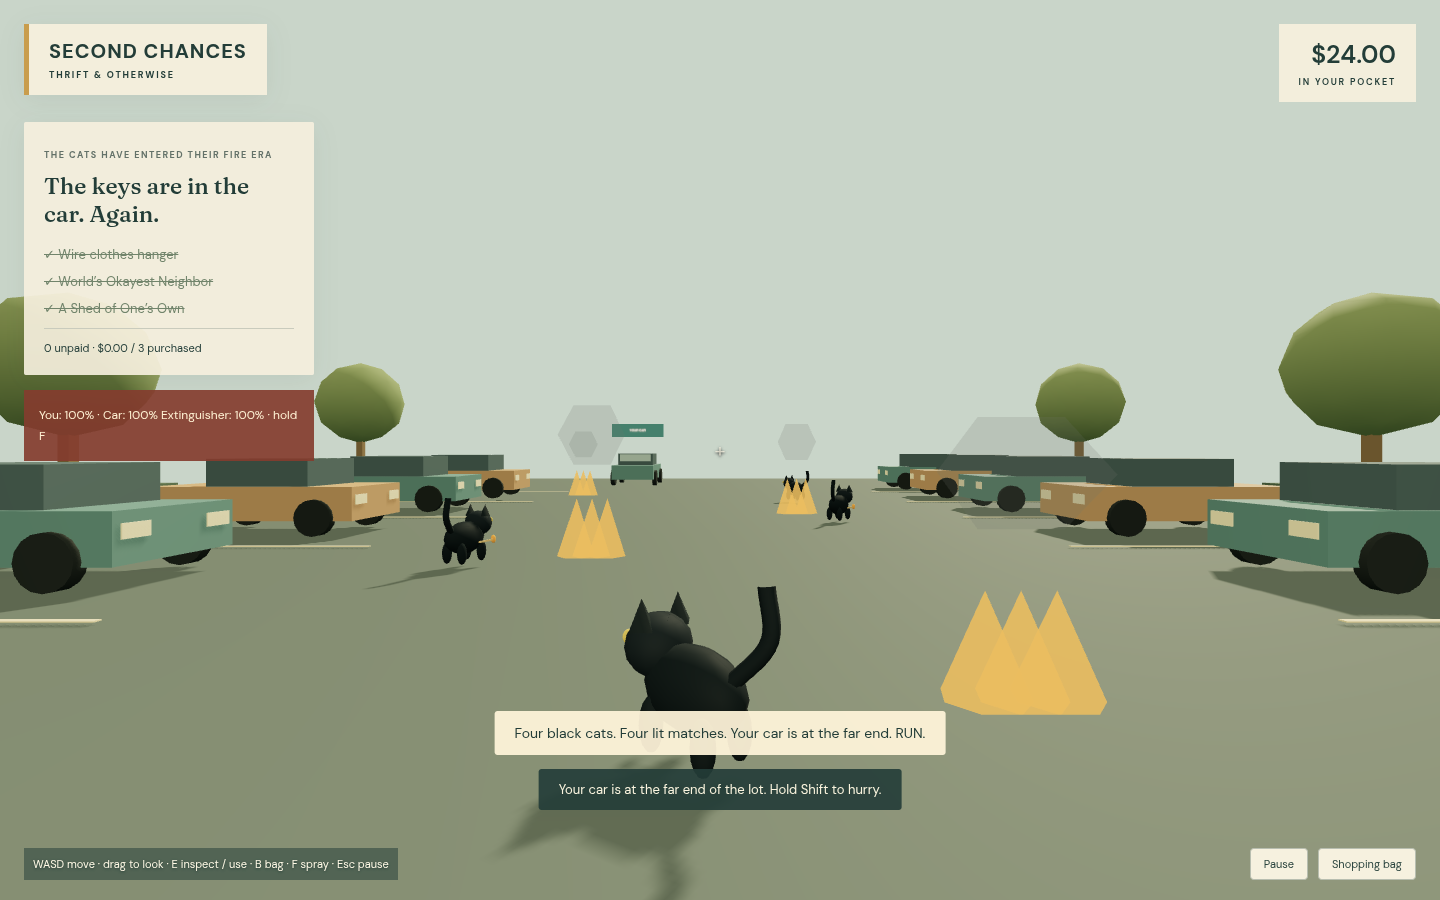 SECOND CHANCES
THRIFT & OTHERWISE
$24.00
IN YOUR POCKET
THE CATS HAVE ENTERED THEIR FIRE ERA
The keys are in the
car. Again.
✓ Wire clothes hanger
✓ World's Okayest Neighbor
✓ A Shed of One's Own
0 unpaid · $0.00 / 3 purchased
You: 100% · Car: 100% Extinguisher: 100% · hold
F
Four black cats. Four lit matches. Your car is at the far end. RUN.
Your car is at the far end of the lot. Hold Shift to hurry.
WASD move · drag to look · E inspect / use · B bag · F spray · Esc pause
Pause
Shopping bag